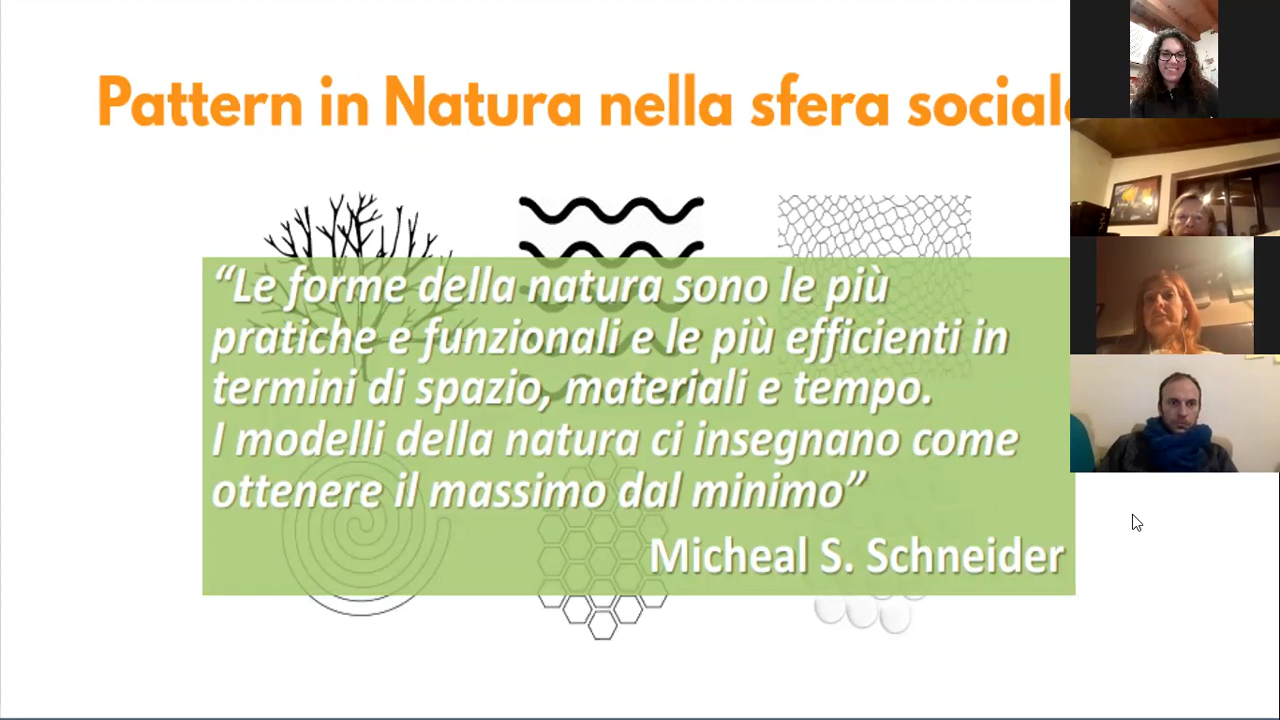 Pattern in Natura nella sfera sociale
“Le forme della natura sono le più
pratiche e funzionali e le più efficienti in
termini di spazio, materiali e tempo.
I modelli della natura ci insegnano come
ottenere il massimo dal minimo”
Micheal S. Schneider